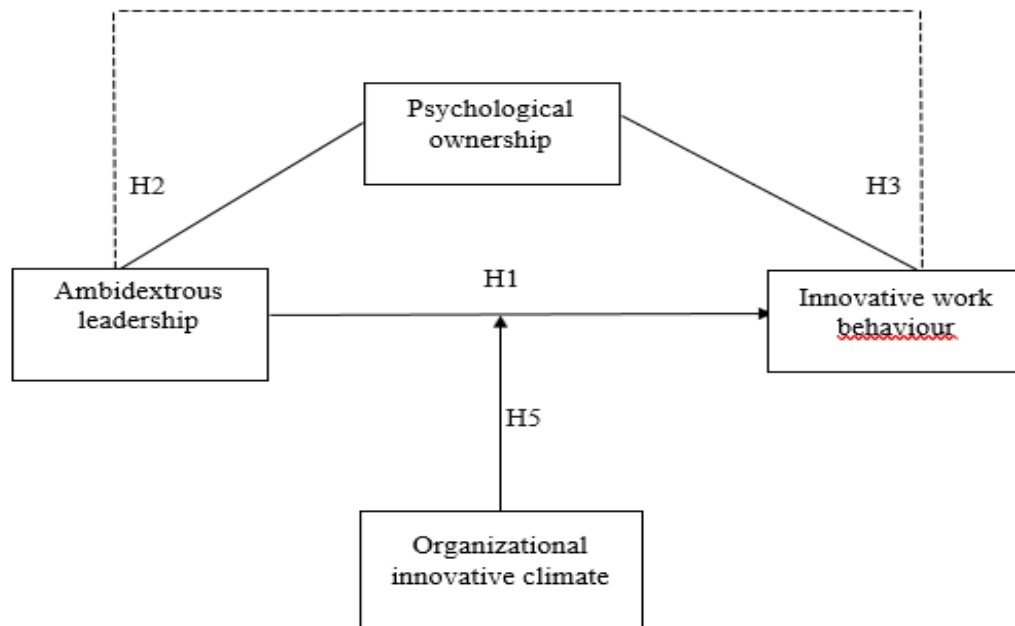 Psychological
ownership
H2
H3
Ambidextrous
leadership
H1
Innovative work
behaviour
H5
Organizational
innovative climate